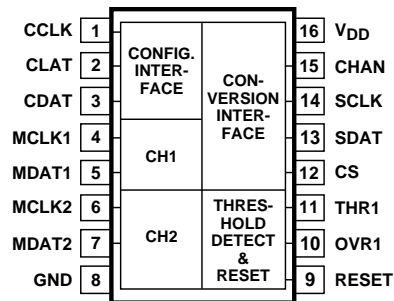 CCLK 1
CLAT 2
CDAT 3
MCLK1 4
MDAT1 5
MCLK2 6
MDAT2 7
GND 8
CONFIG.
INTER-
FACE
CH1
CH2
CON-
VERSION
INTER-
FACE
THRES-
HOLD
DETECT
&
RESET
16 VDD
15 CHAN
14 SCLK
13 SDAT
12 CS
11 THR1
10 OVR1
9 RESET